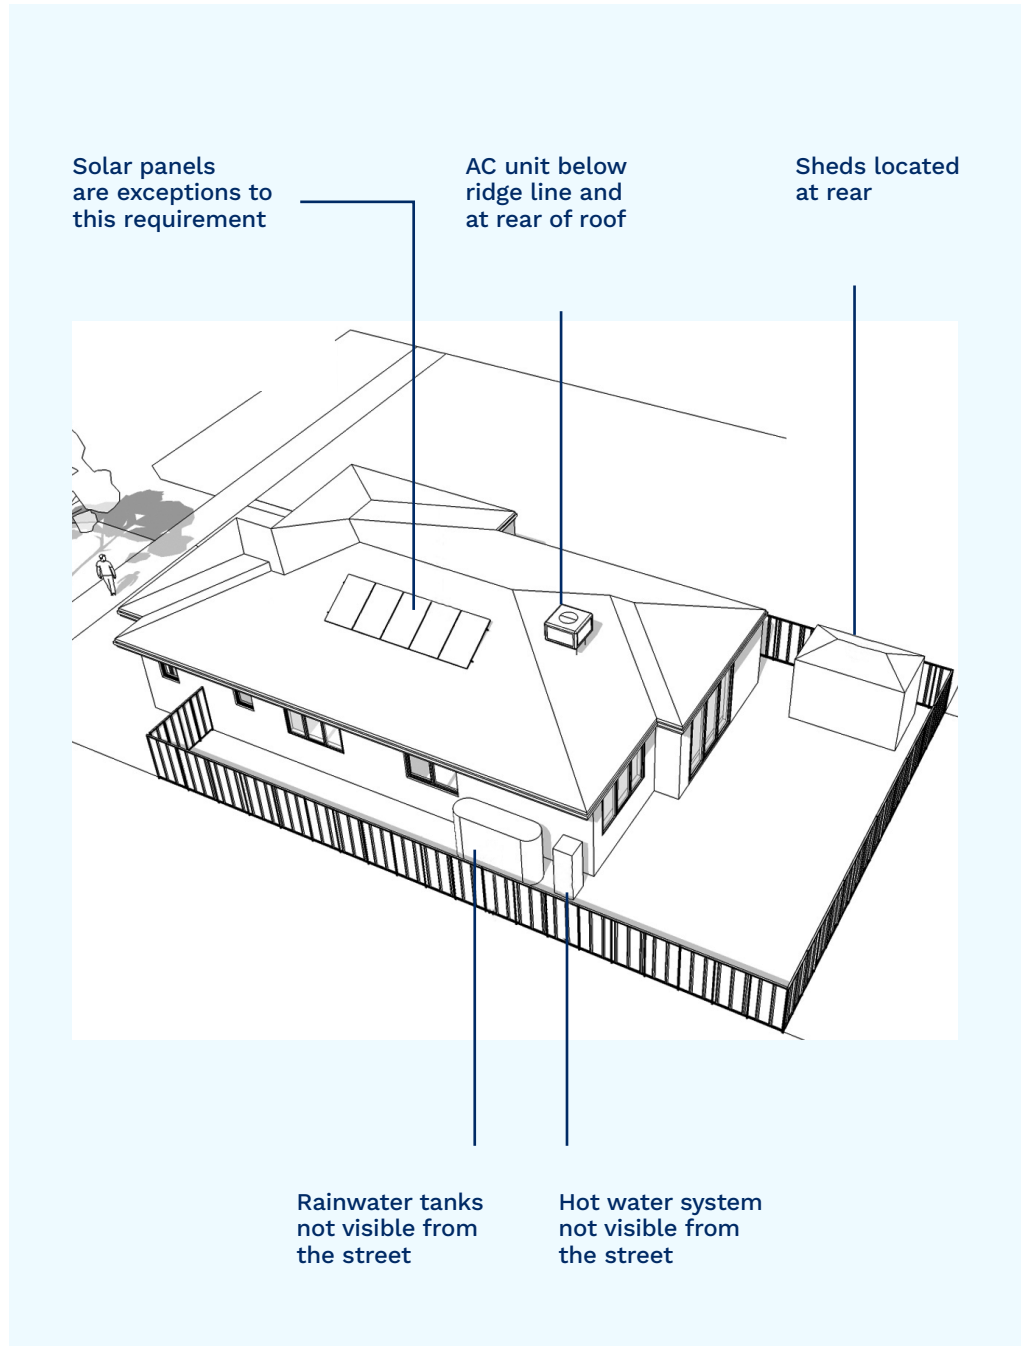 Solar panels
are exceptions to
this requirement
AC unit below
ridge line and
at rear of roof
Sheds located
at rear
Rainwater tanks
not visible from
the street
Hot water system
not visible from
the street